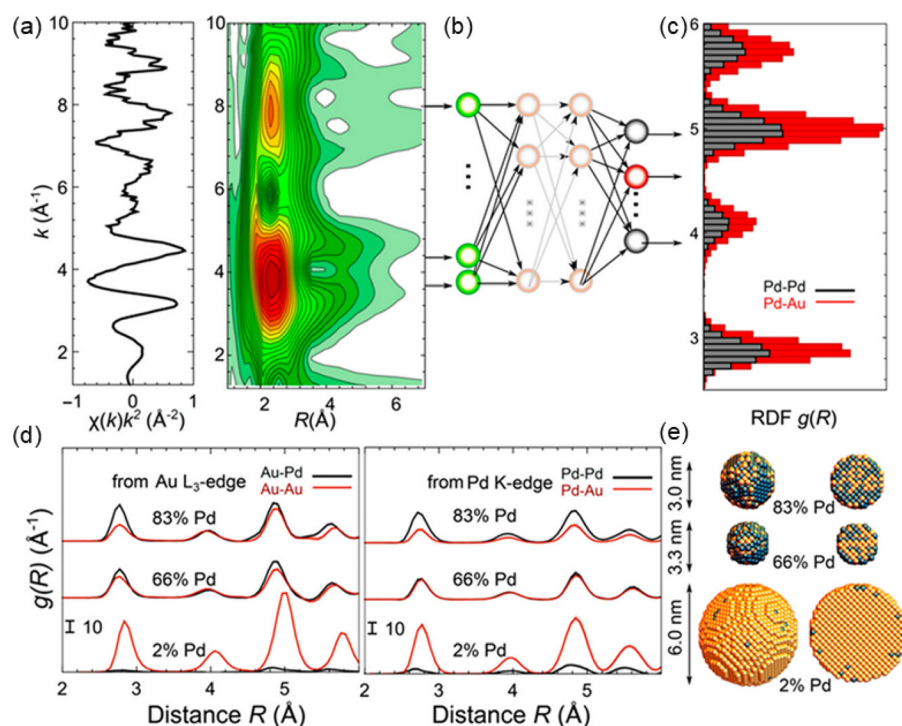 (a)
10
8
6
4
2
k (Å⁻¹)
−1 0 1
χ(k)k² (Å⁻²)
10
8
6
4
2
2 4 6
R(Å)
(b)
(c)
6
5
4
3
Pd-Pd
Pd-Au
RDF g(R)
(d)
g(R) (Å⁻¹)
from Au L₃-edge
Au-Pd
Au-Au
83% Pd
66% Pd
10
2% Pd
2 3 4 5
Distance R (Å)
from Pd K-edge
Pd-Pd
Pd-Au
83% Pd
66% Pd
10
2% Pd
2 3 4 5 6
Distance R (Å)
(e)
3.0 nm
83% Pd
3.3 nm
66% Pd
6.0 nm
2% Pd